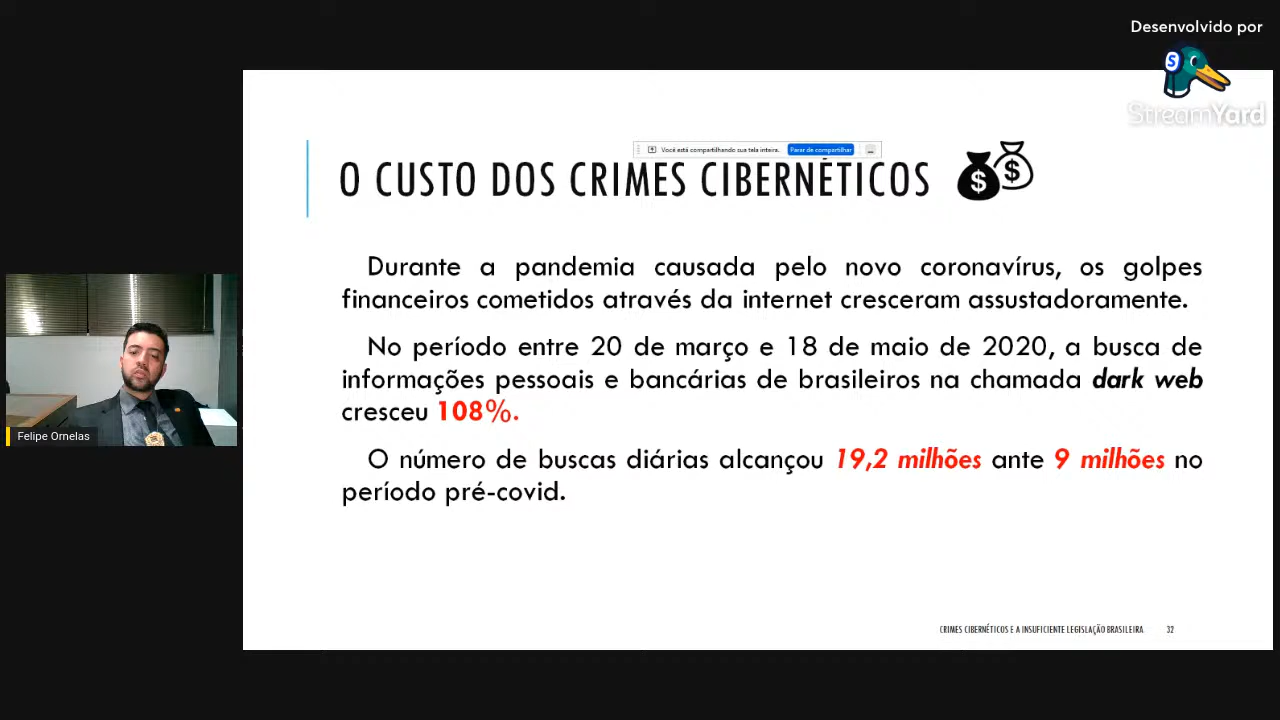 Desenvolvido por
S
StreamYard
Você está compartilhando sua tela inteira. Parar de compartilhar
O CUSTO DOS CRIMES CIBERNÉTICOS
$ $
Durante a pandemia causada pelo novo coronavírus, os golpes
financeiros cometidos através da internet cresceram assustadoramente.
No período entre 20 de março e 18 de maio de 2020, a busca de
informações pessoais e bancárias de brasileiros na chamada dark web
cresceu 108%.
O número de buscas diárias alcançou 19,2 milhões ante 9 milhões no
período pré-covid.
Felipe Ornelas
CRIMES CIBERNÉTICOS E A INSUFICIENTE LEGISLAÇÃO BRASILEIRA 32